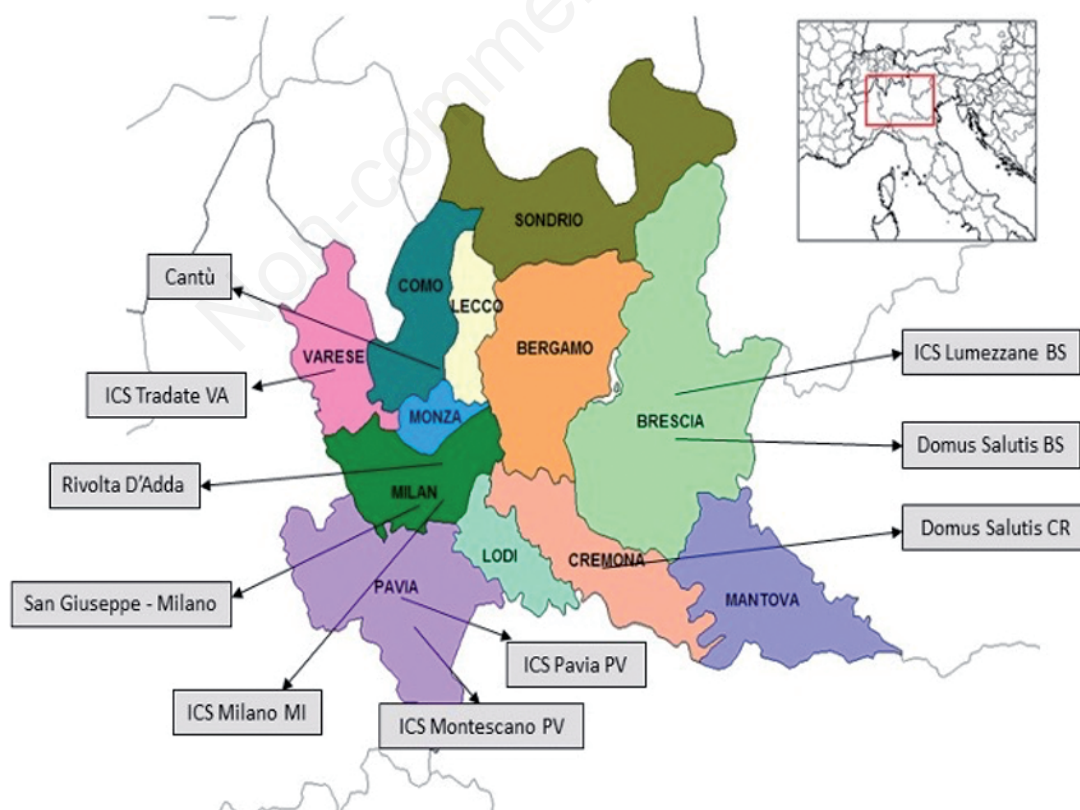 Non-comme
SONDRIO
Cantù
COMO
LECCO
VARESE
BERGAMO
ICS Lumezzane BS
ICS Tradate VA
MONZA
BRESCIA
Domus Salutis BS
Rivolta D'Adda
MILAN
Domus Salutis CR
LODI
CREMONA
San Giuseppe - Milano
PAVIA
MANTOVA
ICS Pavia PV
ICS Milano MI
ICS Montescano PV